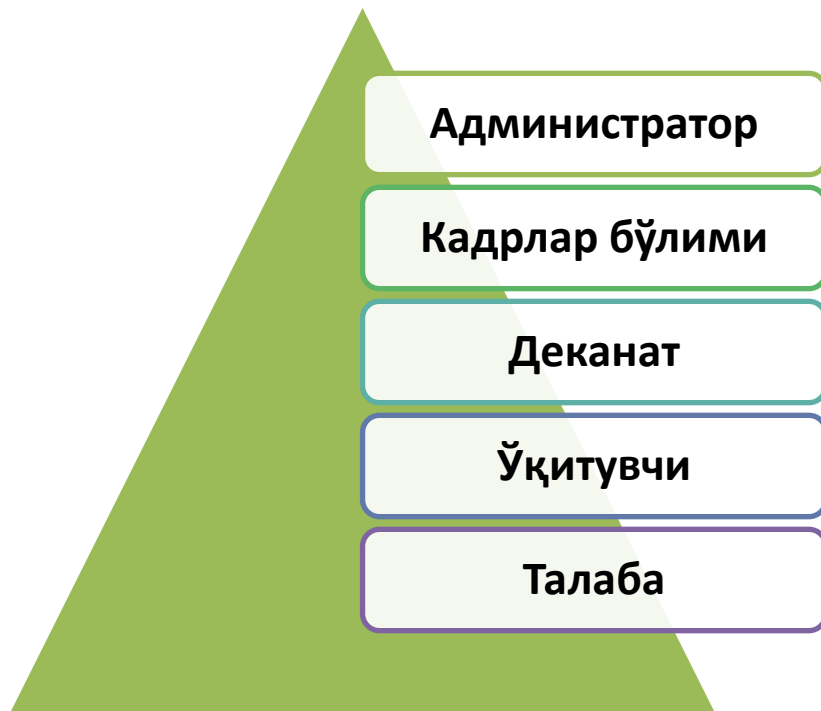 Администратор
Кадрлар бўлими
Деканат
Ўқитувчи
Талаба